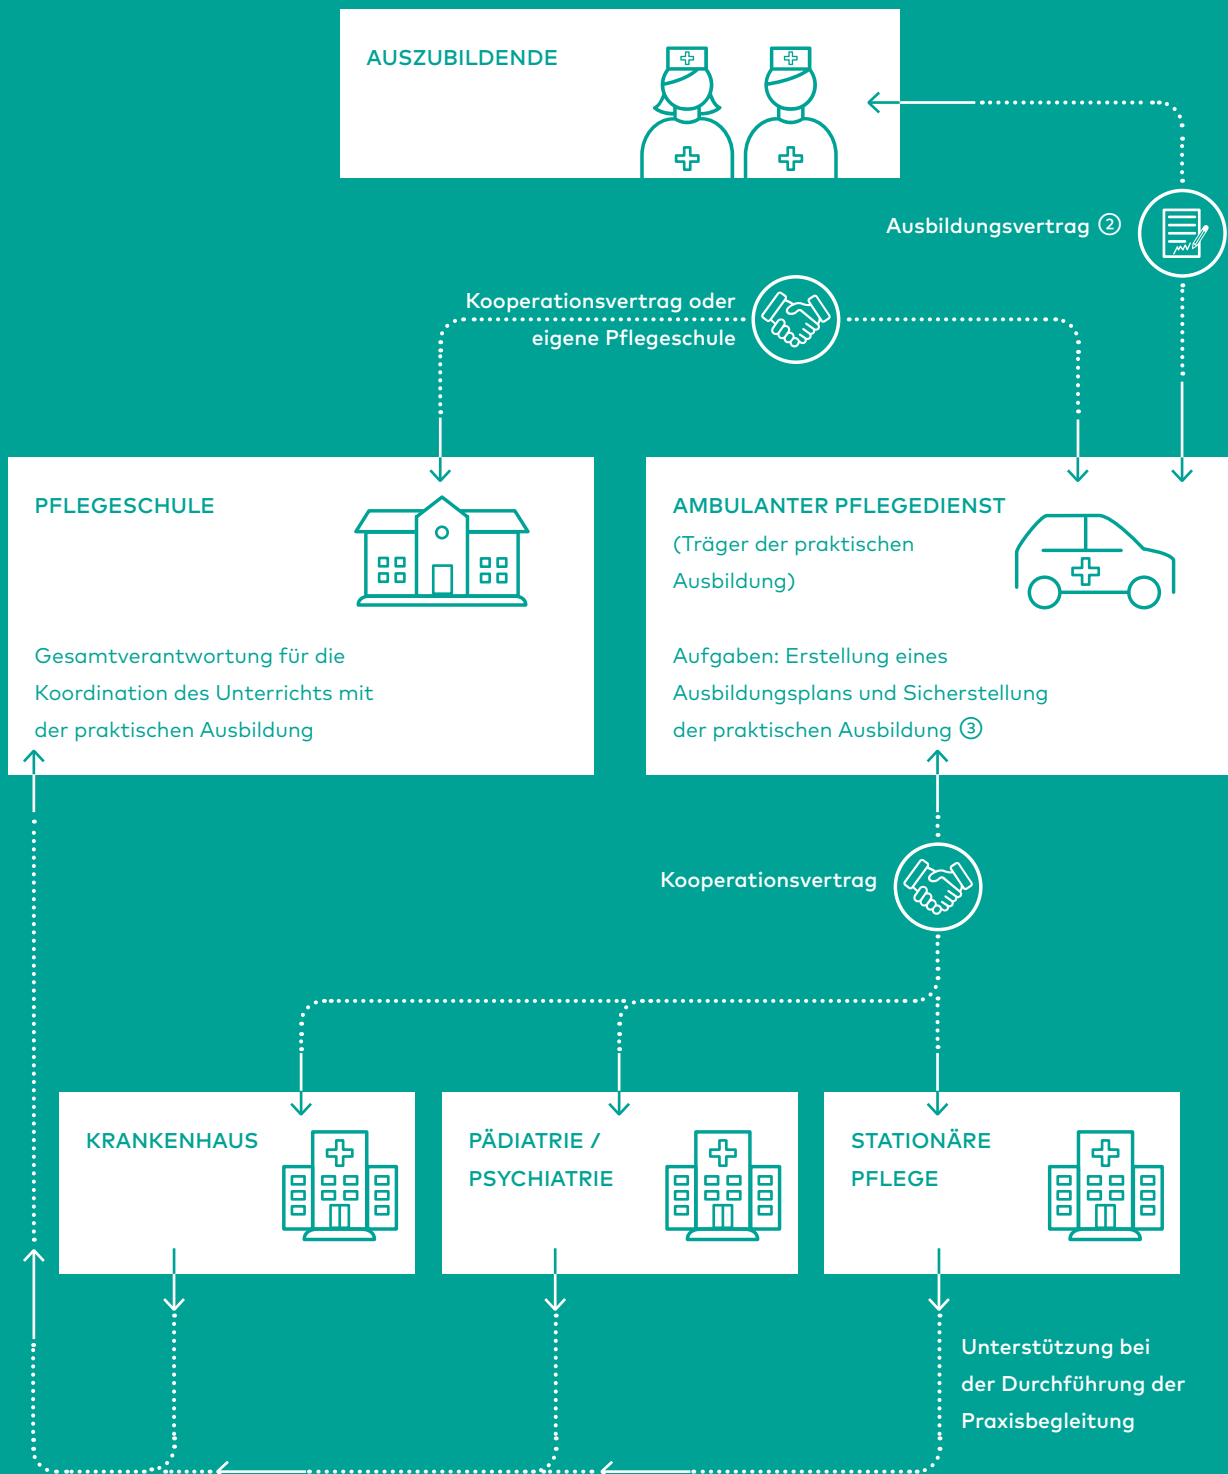 AUSZUBILDENDE
Ausbildungsvertrag ②
Kooperationsvertrag oder
eigene Pflegeschule
PFLEGESCHULE
Gesamtverantwortung für die
Koordination des Unterrichts mit
der praktischen Ausbildung
AMBULANTER PFLEGEDIENST
(Träger der praktischen
Ausbildung)
Aufgaben: Erstellung eines
Ausbildungsplans und Sicherstellung
der praktischen Ausbildung ③
Kooperationsvertrag
KRANKENHAUS
PÄDIATRIE /
PSYCHIATRIE
STATIONÄRE
PFLEGE
Unterstützung bei
der Durchführung der
Praxisbegleitung